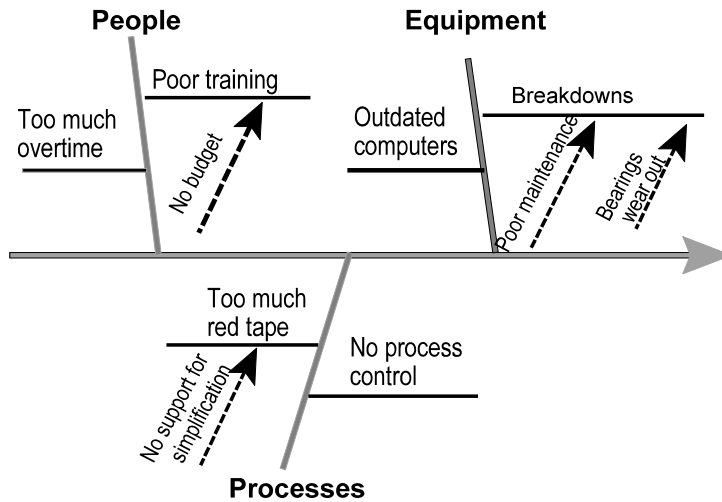 People
Equipment
Poor training
Too much
overtime
No budget
Outdated
computers
Breakdowns
Poor maintenance
Bearings
wear out
Too much
red tape
No support for
simplification
No process
control
Processes